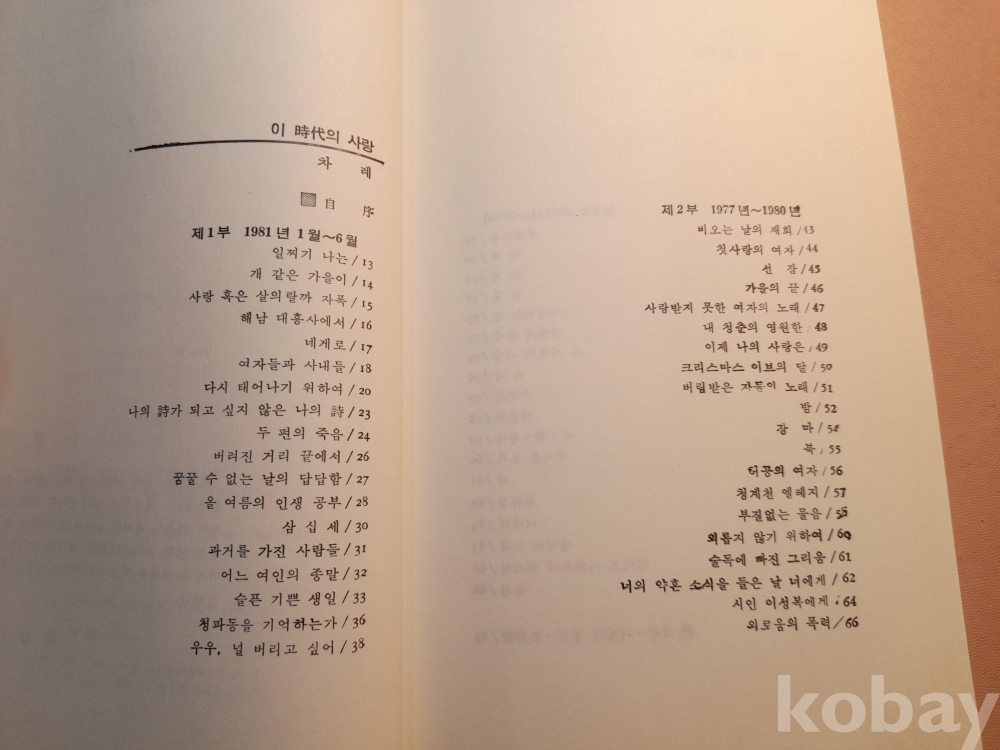 이 時代의 사랑
차 례
▨ 自 序
제1부 1981년 1월~6월
일찌기 나는/13
개 같은 가을이/14
사랑 혹은 살의랄까 자폭/15
해남 대흥사에서/16
네게로/17
여자들과 사내들/18
다시 태어나기 위하여/20
나의 詩가 되고 싶지 않은 나의 詩/23
두 편의 죽음/24
버려진 거리 끝에서/26
꿈꿀 수 없는 날의 답답함/27
올 여름의 인생 공부/28
삼 십 세/30
과거를 가진 사람들/31
어느 여인의 종말/32
슬픈 기쁜 생일/33
청파동을 기억하는가/36
우우, 널 버리고 싶어/38
제2부 1977년~1980년
비오는 날의 재회/43
첫사랑의 여자/44
선 잠/45
가을의 끝/46
사랑받지 못한 여자의 노래/47
내 청춘의 영원한/48
이제 나의 사랑은/49
크리스마스 이브의 달/50
버림받은 자들의 노래/51
밤/52
장 마/54
북/55
허공의 여자/56
청계천 엘레지/57
부질없는 물음/58
외롭지 않기 위하여/60
술독에 빠진 그리움/61
너의 약혼 소식을 들은 날 너에게/62
시인 이성복에게/64
외로움의 폭력/66
kobay